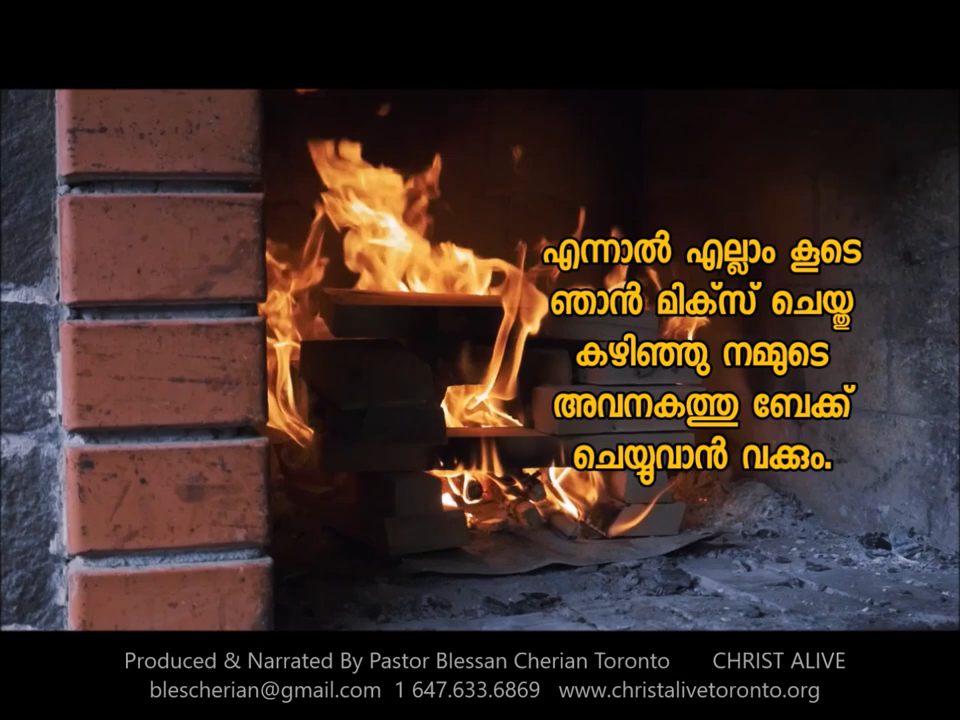 എന്നാൽ എല്ലാം കൂടെ
ഞാൻ മിക്സ് ചെയ്തു
കഴിഞ്ഞു നമ്മുടെ
അവനകത്തു ബേക്ക്
ചെയ്യുവാൻ വക്കും.
Produced & Narrated By Pastor Blessan Cherian Toronto CHRIST ALIVE
blescherian@gmail.com 1 647.633.6869 www.christalivetoronto.org